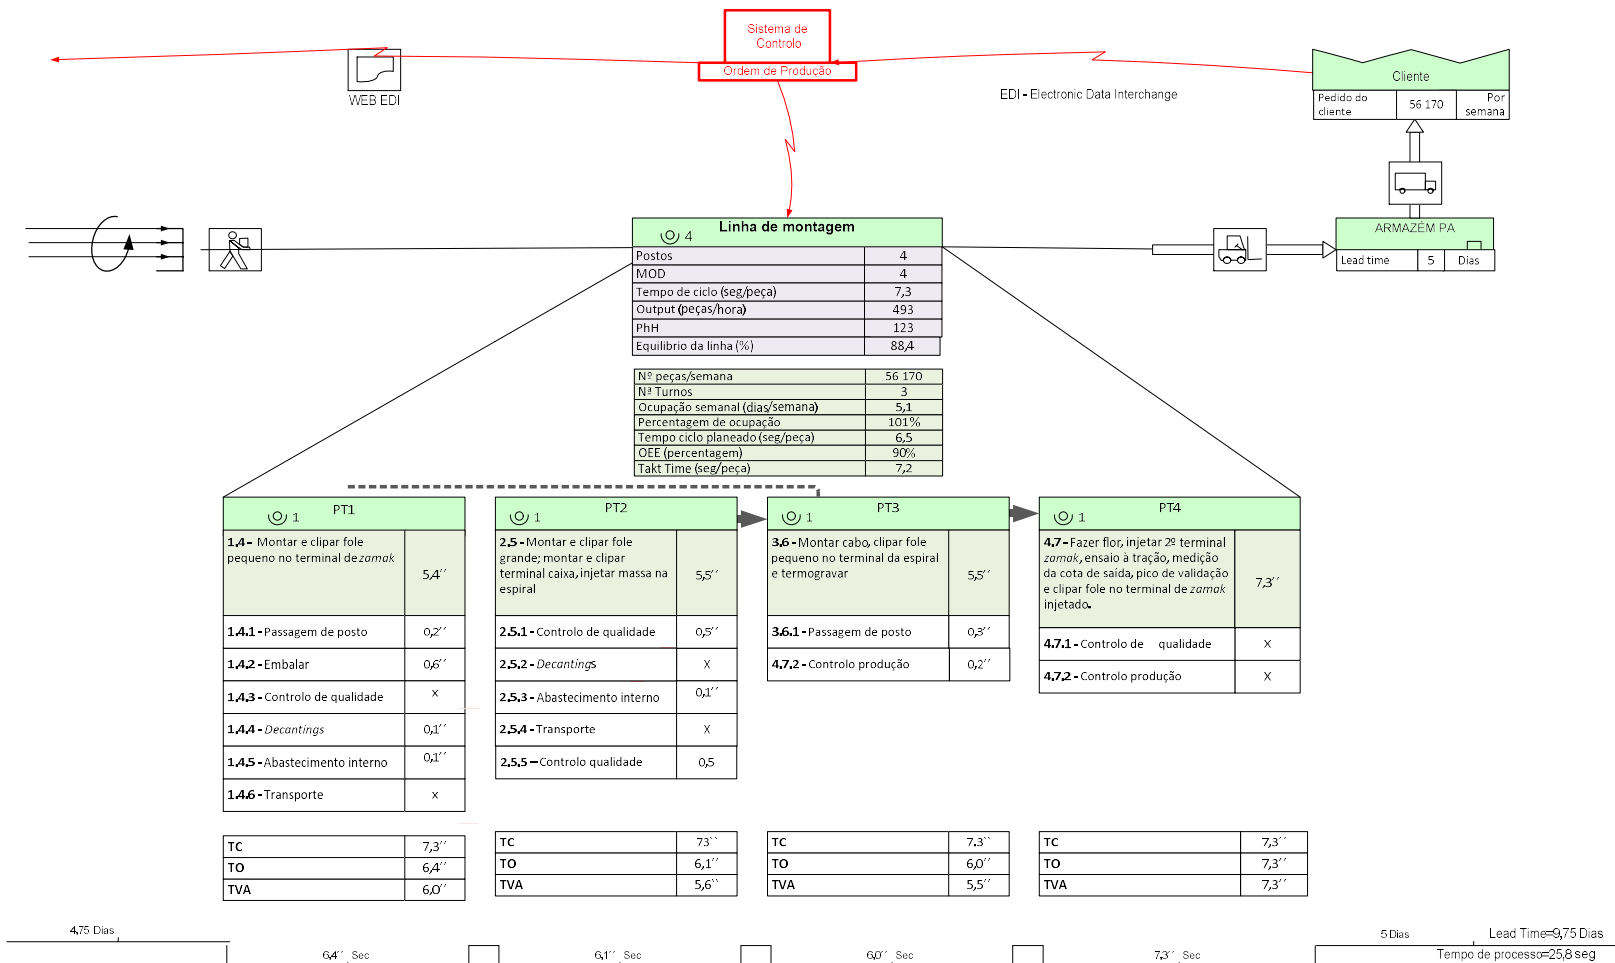 Sistema de
Controlo
Ordem de Produção
WEB EDI
EDI - Electronic Data Interchange
Cliente
Pedido do cliente 56 170 Por semana
ARMAZÉM PA
Lead time 5 Dias
Linha de montagem
4
Postos 4
MOD 4
Tempo de ciclo (seg/peça) 7,3
Output (peças/hora) 493
PhH 123
Equilibrio da linha (%) 88,4
Nº peças/semana 56 170
Nª Turnos 3
Ocupação semanal (dias/semana) 5,1
Percentagem de ocupação 101%
Tempo ciclo planeado (seg/peça) 6,5
OEE (percentagem) 90%
Takt Time (seg/peça) 7,2
PT1
1
1.4 - Montar e clipar fole
pequeno no terminal de zamak
5,4´´
1.4.1 - Passagem de posto 0,2´´
1.4.2 - Embalar 0,6´´
1.4.3 - Controlo de qualidade x
1.4.4 - Decantings 0,1´´
1.4.5 - Abastecimento interno 0,1´´
1.4.6 - Transporte x
TC 7,3´´
TO 6,4´´
TVA 6,0´´
PT2
1
2.5 - Montar e clipar fole
grande; montar e clipar
terminal caixa, injetar massa na
espiral
5,5´´
2.5.1 - Controlo de qualidade 0,5´´
2.5.2 - Decantings X
2.5.3 - Abastecimento interno 0,1´´
2.5.4 - Transporte X
2.5.5 – Controlo qualidade 0,5
TC 73``
TO 6,1´´
TVA 5,6``
PT3
1
3.6 - Montar cabo, clipar fole
pequeno no terminal da espiral
e termogravar
5,5´´
3.6.1 - Passagem de posto 0,3´´
4.7.2 - Controlo produção 0,2´´
TC 7.3``
TO 6,0´´
TVA 5,5´´
PT4
1
4.7 - Fazer flor, injetar 2º terminal
zamak, ensaio à tração, medição
da cota de saída, pico de validação
e clipar fole no terminal de zamak
injetado.
7,3´´
4.7.1 - Controlo de qualidade X
4.7.2 - Controlo produção X
TC 7,3´´
TO 7,3´´
TVA 7,3´´
4,75 Dias
6,4´´ Sec
6,1´´ Sec
6,0´´ Sec
7,3´´ Sec
5 Dias
Lead Time=9,75 Dias
Tempo de processo=25,8 seg